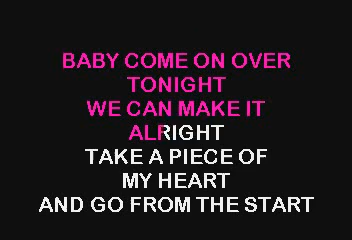 BABY COME ON OVER
TONIGHT
WE CAN MAKE IT
ALRIGHT
TAKE A PIECE OF
MY HEART
AND GO FROM THE START